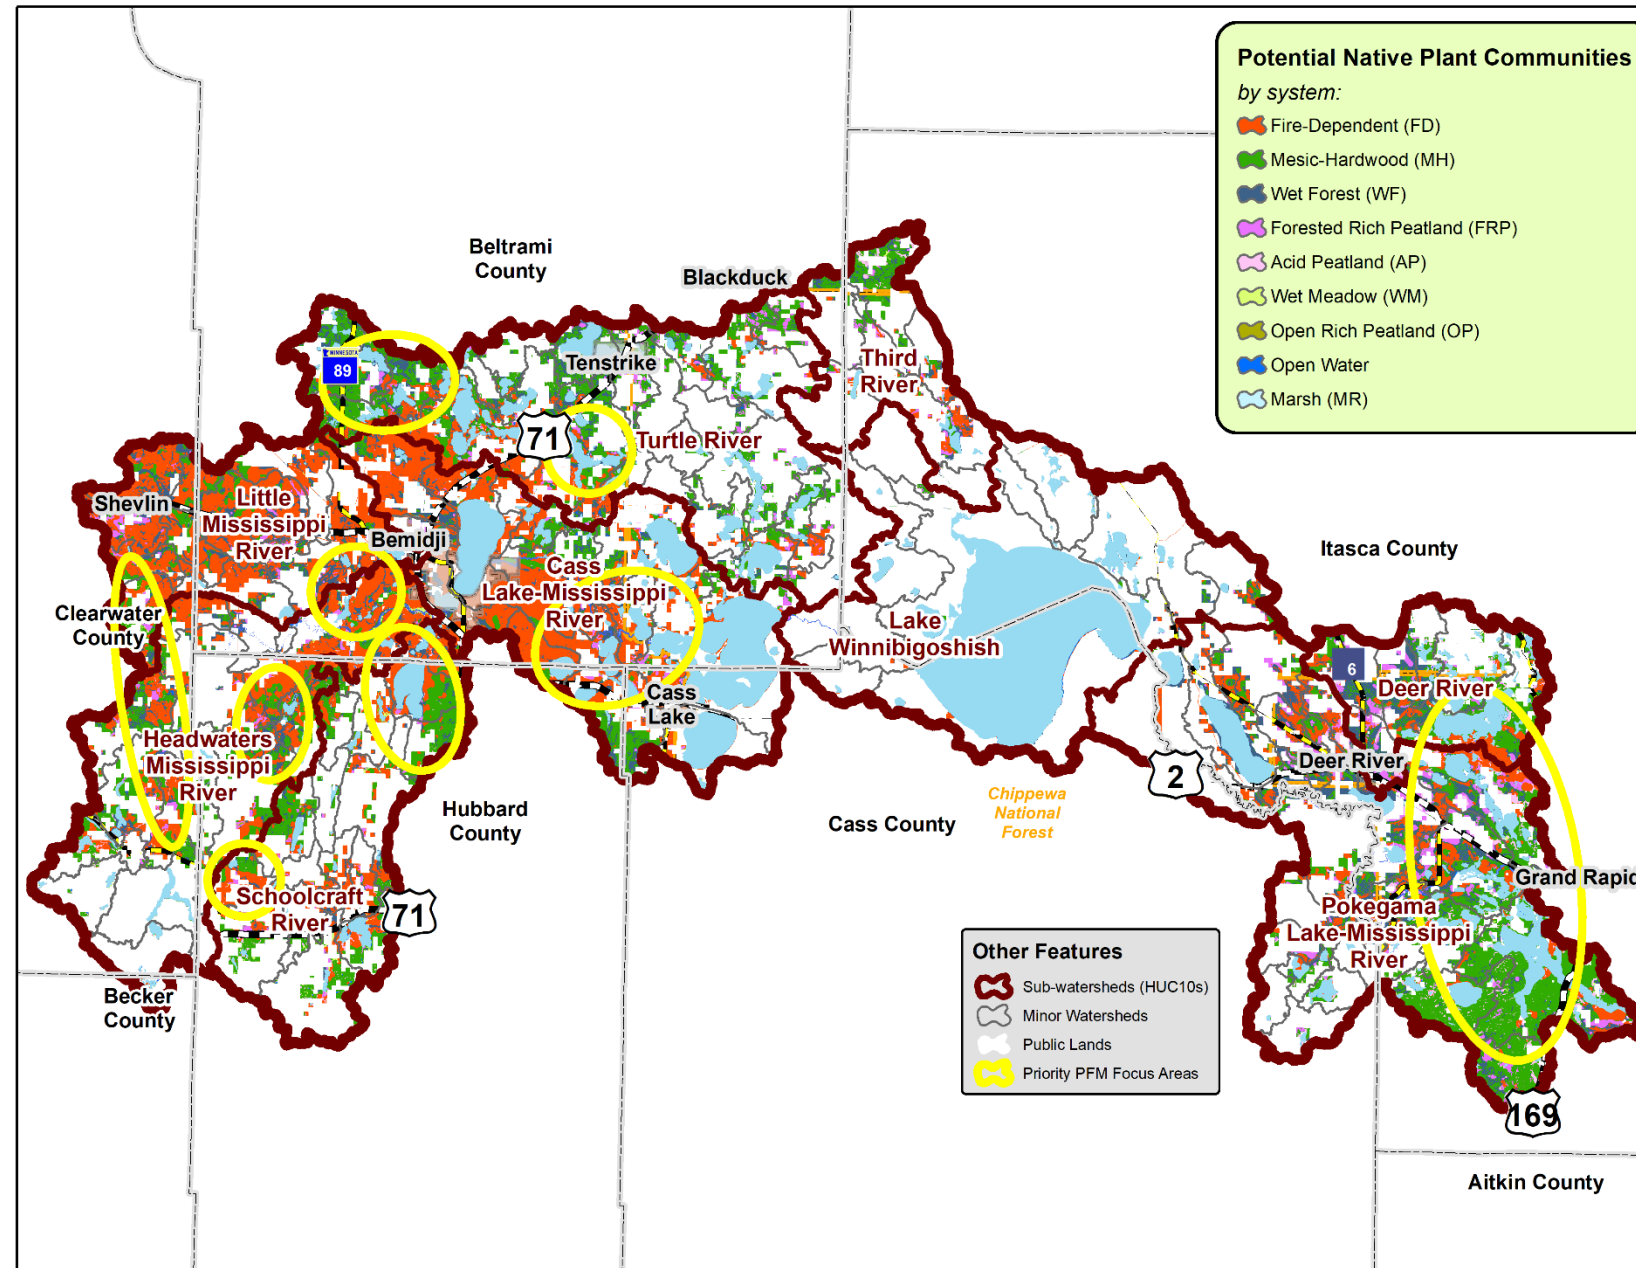 Potential Native Plant Communities
by system:
Fire-Dependent (FD)
Mesic-Hardwood (MH)
Wet Forest (WF)
Forested Rich Peatland (FRP)
Acid Peatland (AP)
Wet Meadow (WM)
Open Rich Peatland (OP)
Open Water
Marsh (MR)
Beltrami
County
Blackduck
Third
River
MINNESOTA
89
Tenstrike
71
Turtle River
Shevlin
Little
Mississippi
River
Bemidji
Cass
Lake-Mississippi
River
Itasca County
Clearwater
County
Lake
Winnibigoshish
6
Deer River
Cass
Lake
Headwaters
Mississippi
River
Deer River
2
Hubbard
County
Cass County
Chippewa
National
Forest
Grand Rapid
Schoolcraft
River
71
Pokegama
Lake-Mississippi
River
Becker
County
Other Features
Sub-watersheds (HUC10s)
Minor Watersheds
Public Lands
Priority PFM Focus Areas
169
Aitkin County